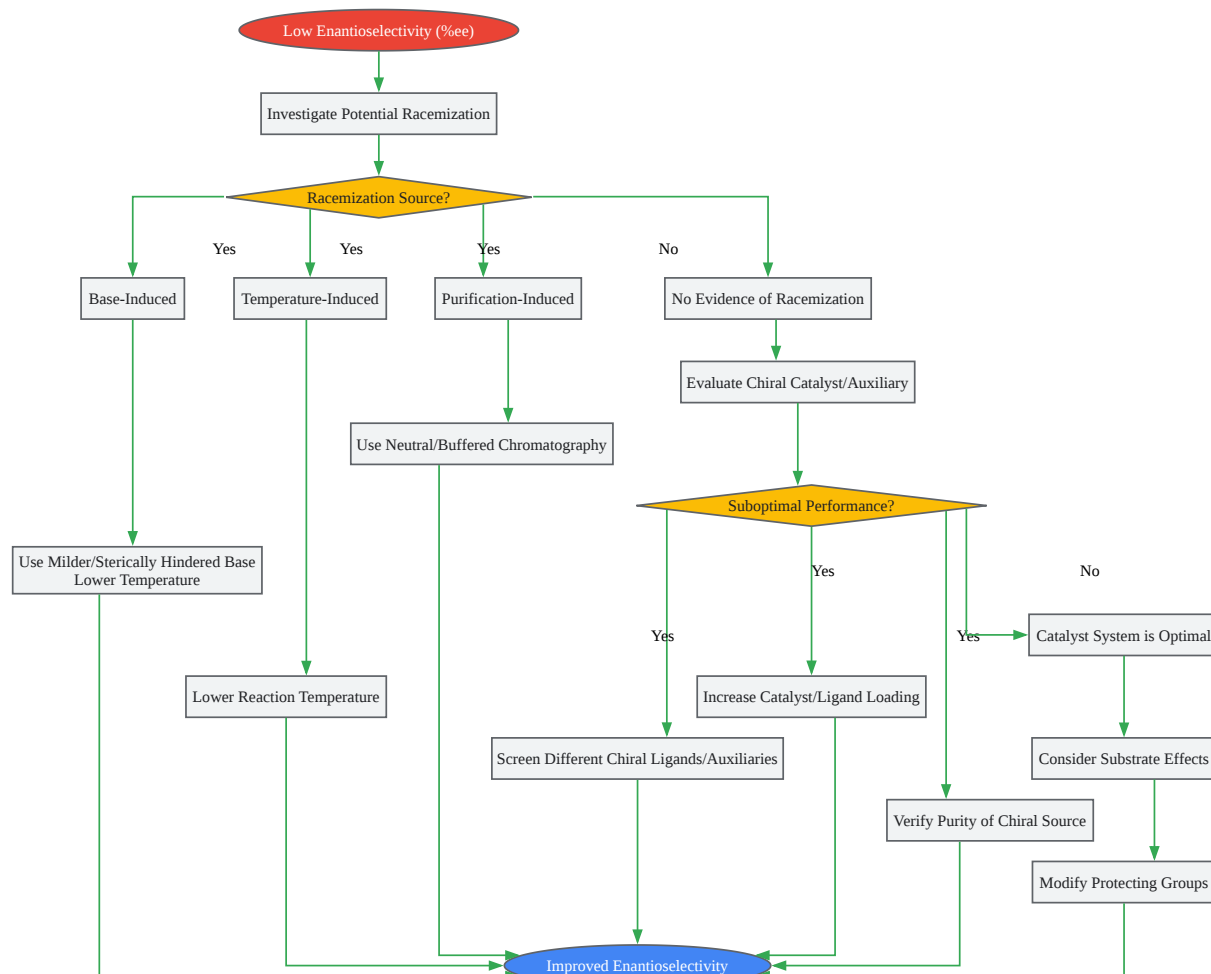 Low Enantioselectivity (%ee)
Investigate Potential Racemization
Racemization Source?
Yes
Yes
Yes
No
Base-Induced
Temperature-Induced
Purification-Induced
No Evidence of Racemization
Evaluate Chiral Catalyst/Auxiliary
Use Neutral/Buffered Chromatography
Suboptimal Performance?
Use Milder/Sterically Hindered Base
Lower Temperature
Yes
No
Yes
Yes
Catalyst System is Optimal
Lower Reaction Temperature
Increase Catalyst/Ligand Loading
Screen Different Chiral Ligands/Auxiliaries
Consider Substrate Effects
Verify Purity of Chiral Source
Modify Protecting Groups
Improved Enantioselectivity